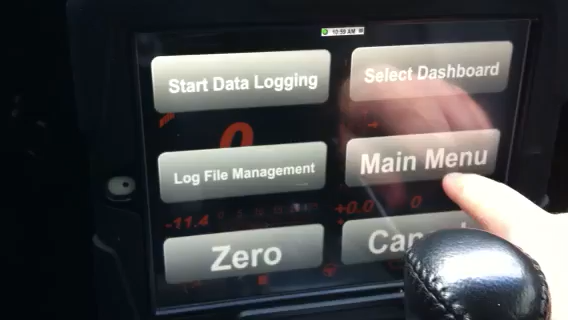 10:59 AM
Start Data Logging
Select Dashboard
0
Log File Management
Main Menu
-11.4
+0.0
0
Zero